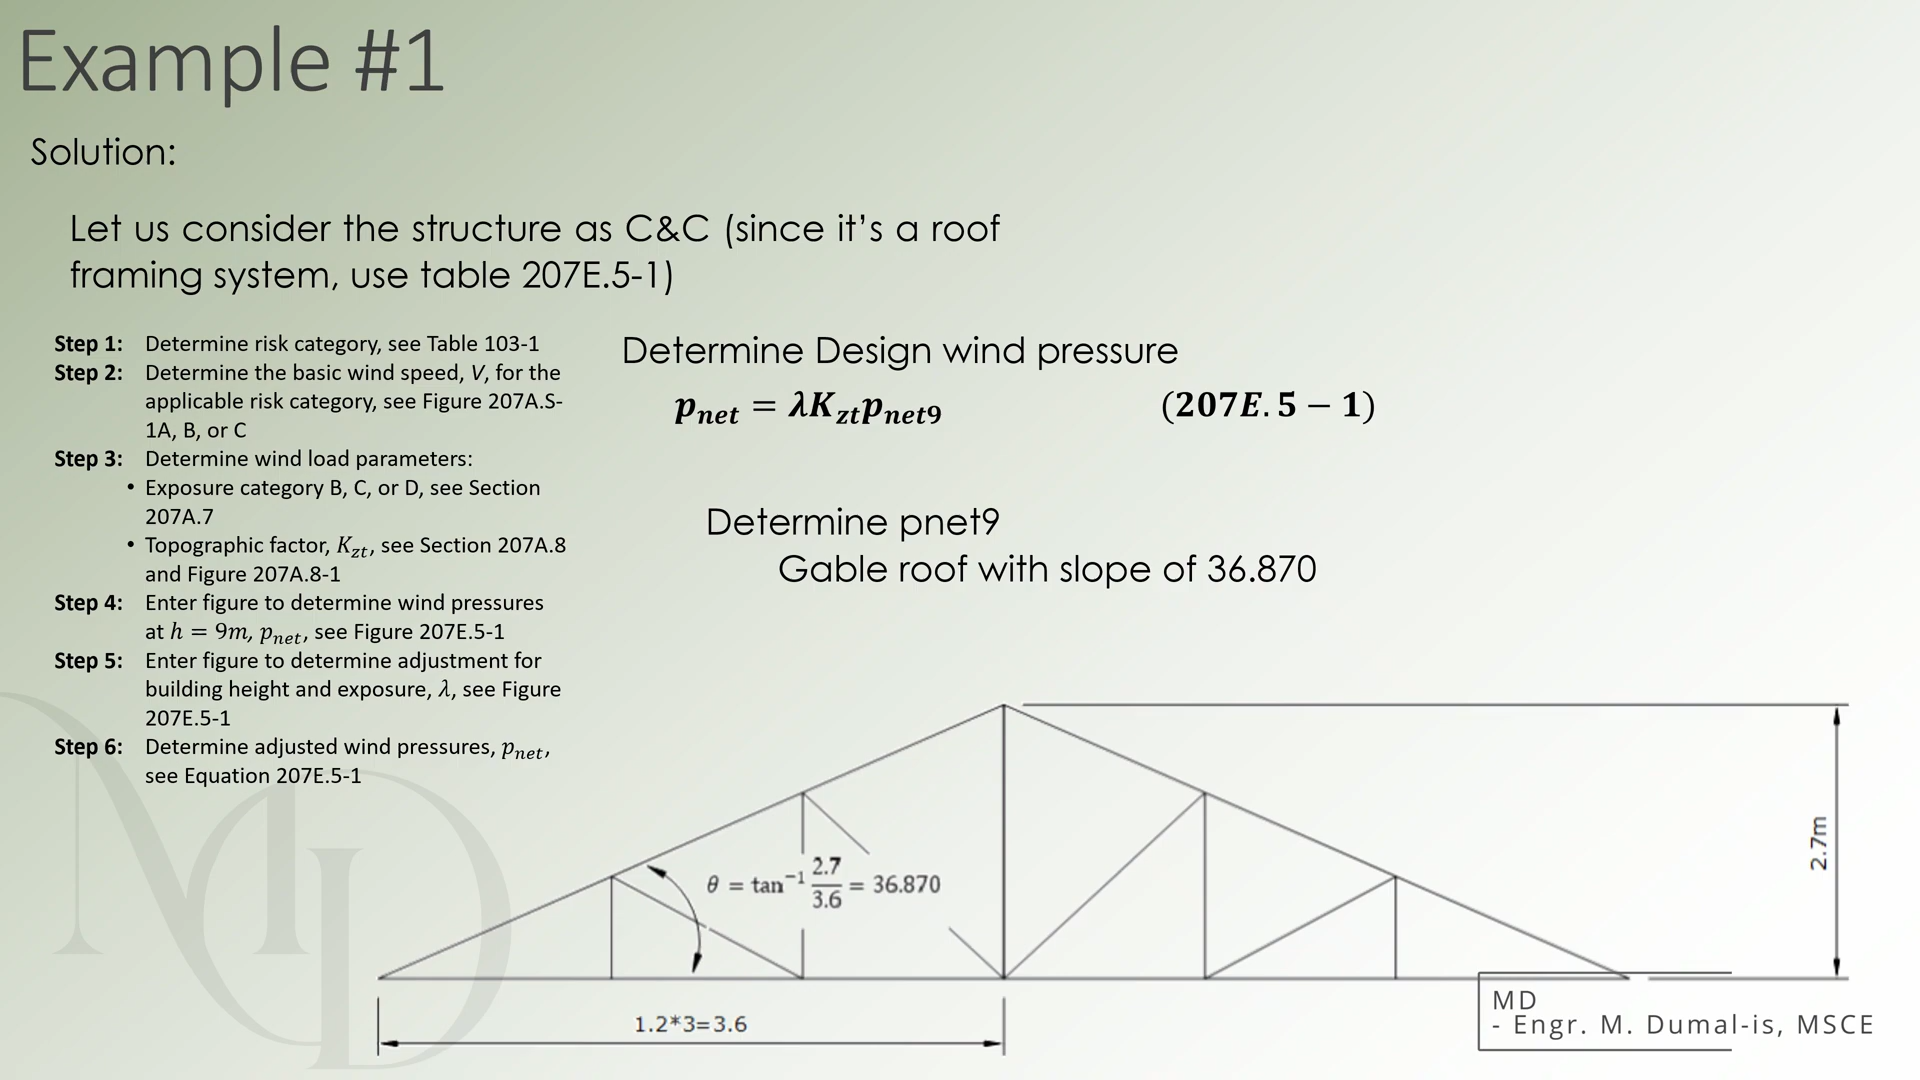 Example #1
Solution:
Let us consider the structure as C&C (since it’s a roof
framing system, use table 207E.5-1)
Step 1: Determine risk category, see Table 103-1
Step 2: Determine the basic wind speed, V, for the
applicable risk category, see Figure 207A.S-
1A, B, or C
Step 3: Determine wind load parameters:
• Exposure category B, C, or D, see Section
207A.7
• Topographic factor, K_zt, see Section 207A.8
and Figure 207A.8-1
Step 4: Enter figure to determine wind pressures
at h = 9m, p_net, see Figure 207E.5-1
Step 5: Enter figure to determine adjustment for
building height and exposure, λ, see Figure
207E.5-1
Step 6: Determine adjusted wind pressures, p_net,
see Equation 207E.5-1
Determine Design wind pressure
p_net = λK_zt p_net9 (207E.5 − 1)
Determine pnet9
Gable roof with slope of 36.870
θ = tan⁻¹ 2.7/3.6 = 36.870
2.7m
1.2*3=3.6
MD
- Engr. M. Dumal-is, MSCE